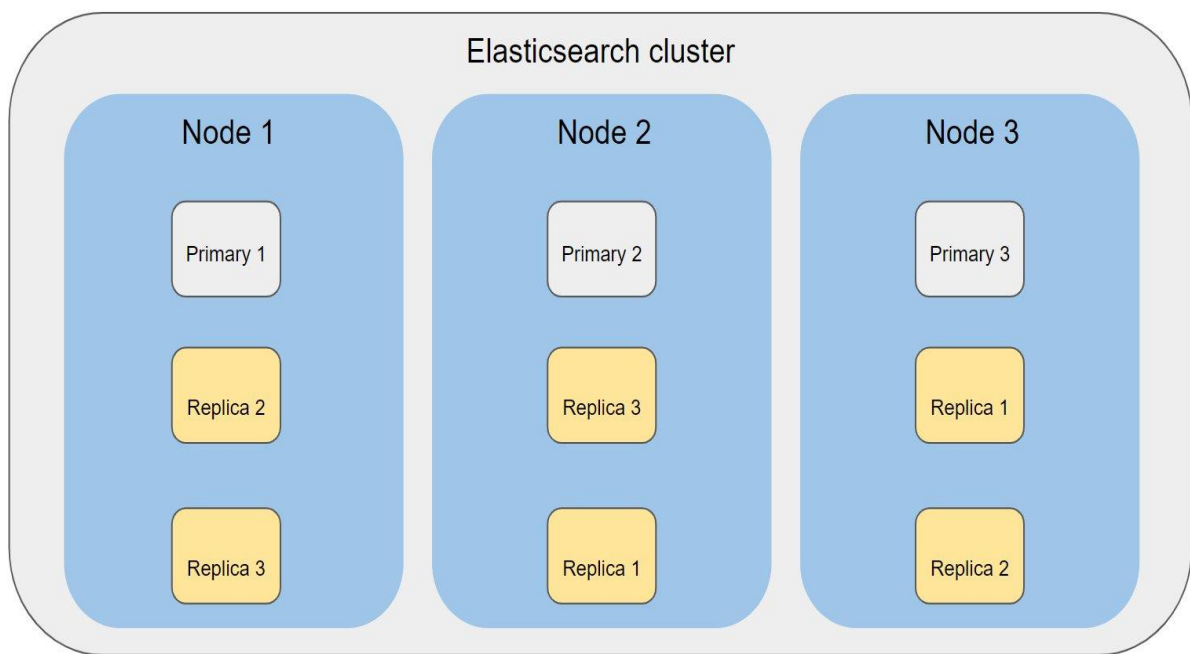 Elasticsearch cluster
Node 1
Node 2
Node 3
Primary 1
Primary 2
Primary 3
Replica 2
Replica 3
Replica 1
Replica 3
Replica 1
Replica 2